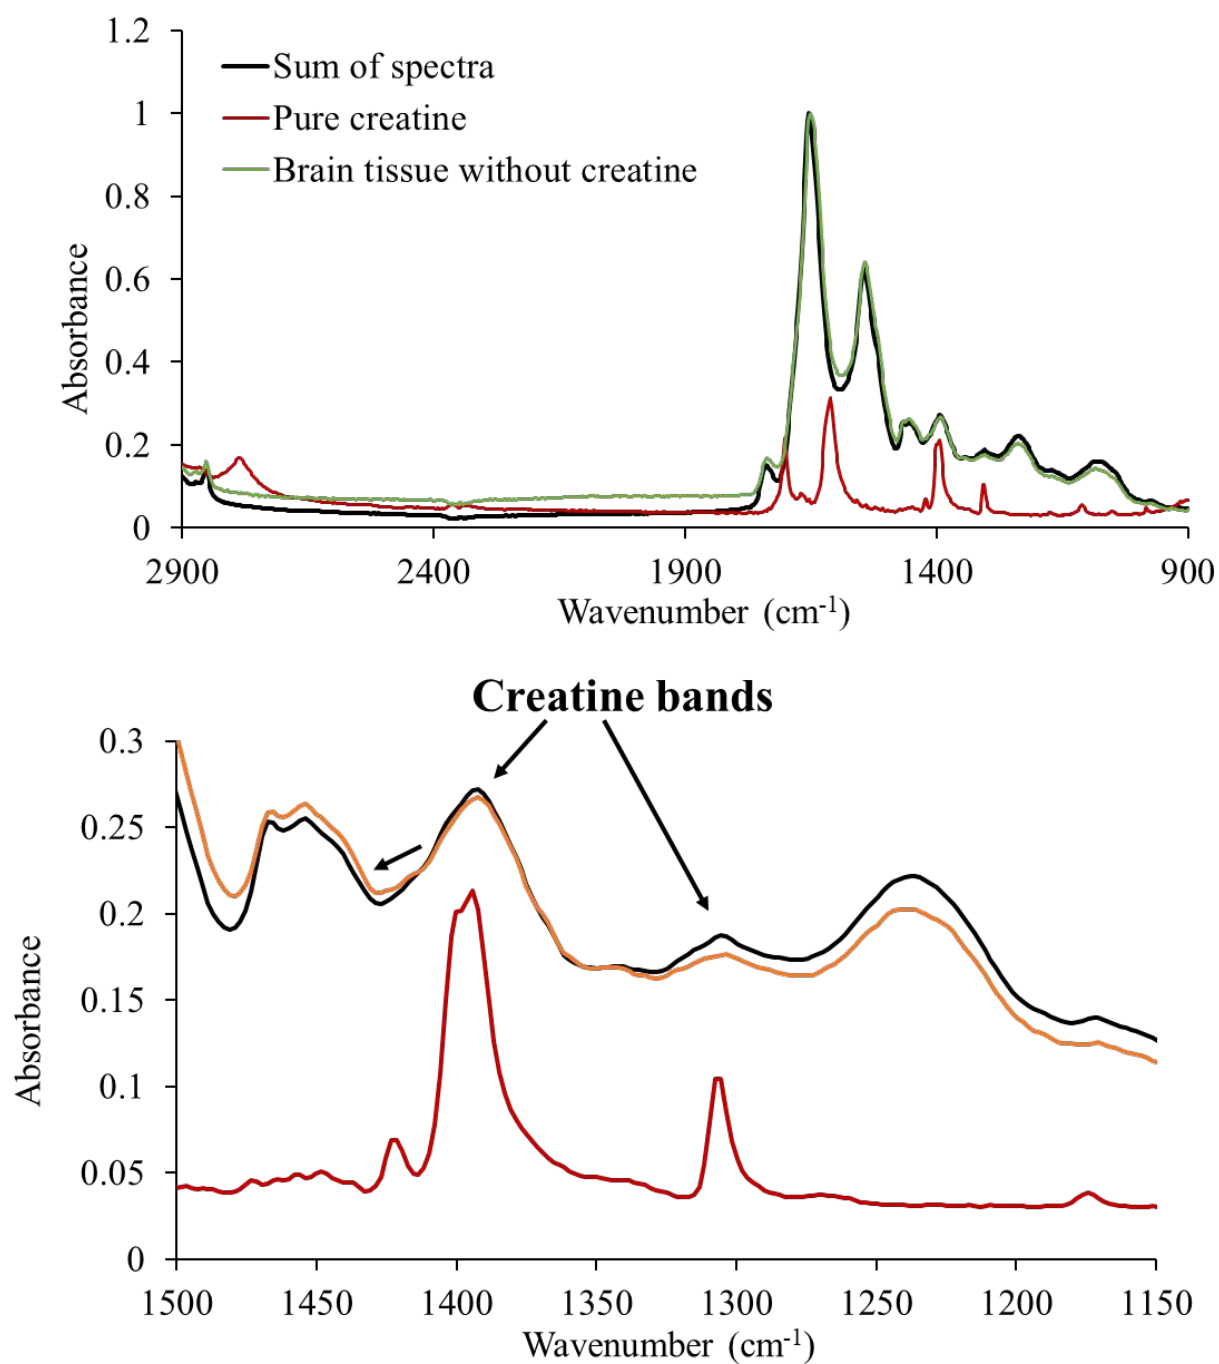 1.2
1
0.8
0.6
0.4
0.2
0
Absorbance
Sum of spectra
Pure creatine
Brain tissue without creatine
2900 2400 1900 1400 900
Wavenumber (cm-1)
Creatine bands
0.3
0.25
0.2
0.15
0.1
0.05
0
Absorbance
1500 1450 1400 1350 1300 1250 1200 1150
Wavenumber (cm-1)